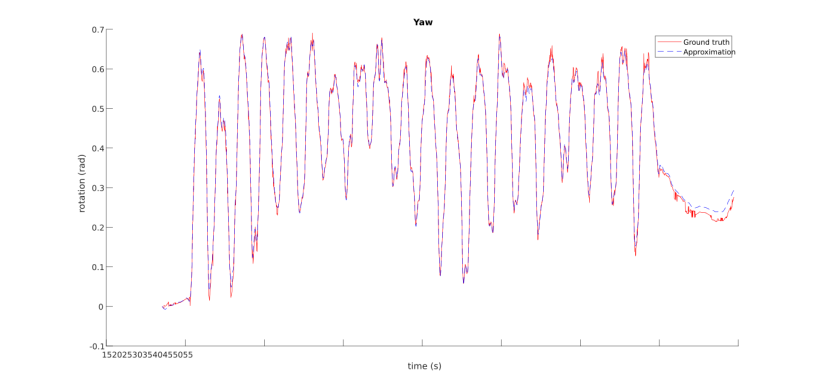 Yaw
0.7
Ground truth
Approximation
0.6
0.5
0.4
rotation (rad)
0.3
0.2
0.1
0
-0.1
152025303540455055
time (s)